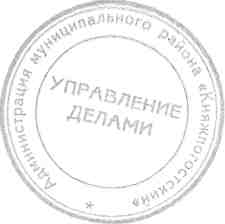 Администрация муниципального района «Княжпогостский»
УПРАВЛЕНИЕ
ДЕЛАМИ
*